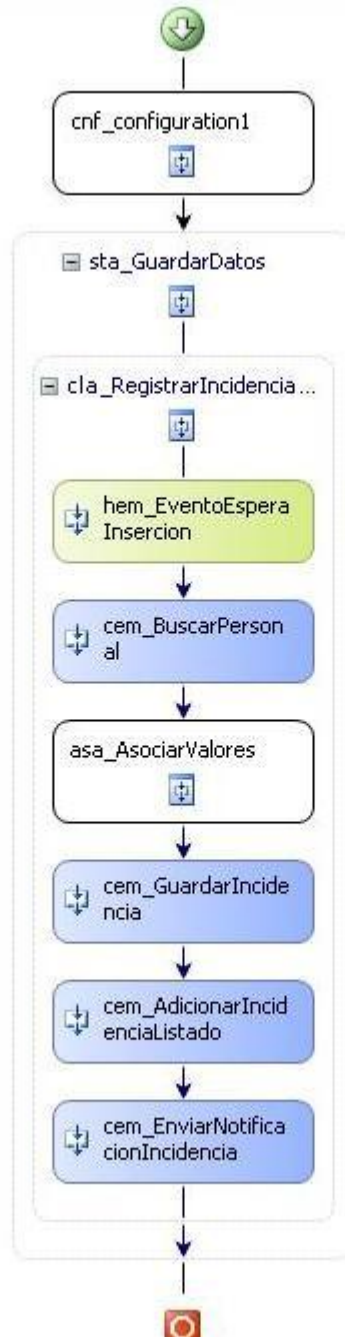 cnf_configuration1
sta_GuardarDatos
cla_RegistrarIncidencia...
hem_EventoEspera
Insercion
cem_BuscarPerson
al
asa_AsociarValores
cem_GuardarIncide
ncia
cem_AdicionarIncid
enciaListado
cem_EnviarNotifica
cionIncidencia